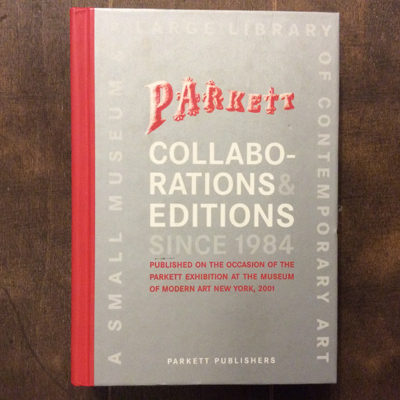 A SMALL MUSEUM &
A LARGE LIBRARY
OF CONTEMPORARY ART
PARKETT
COLLABO-
RATIONS &
EDITIONS
SINCE 1984
PUBLISHED ON THE OCCASION OF THE
PARKETT EXHIBITION AT THE MUSEUM
OF MODERN ART NEW YORK, 2001
PARKETT PUBLISHERS